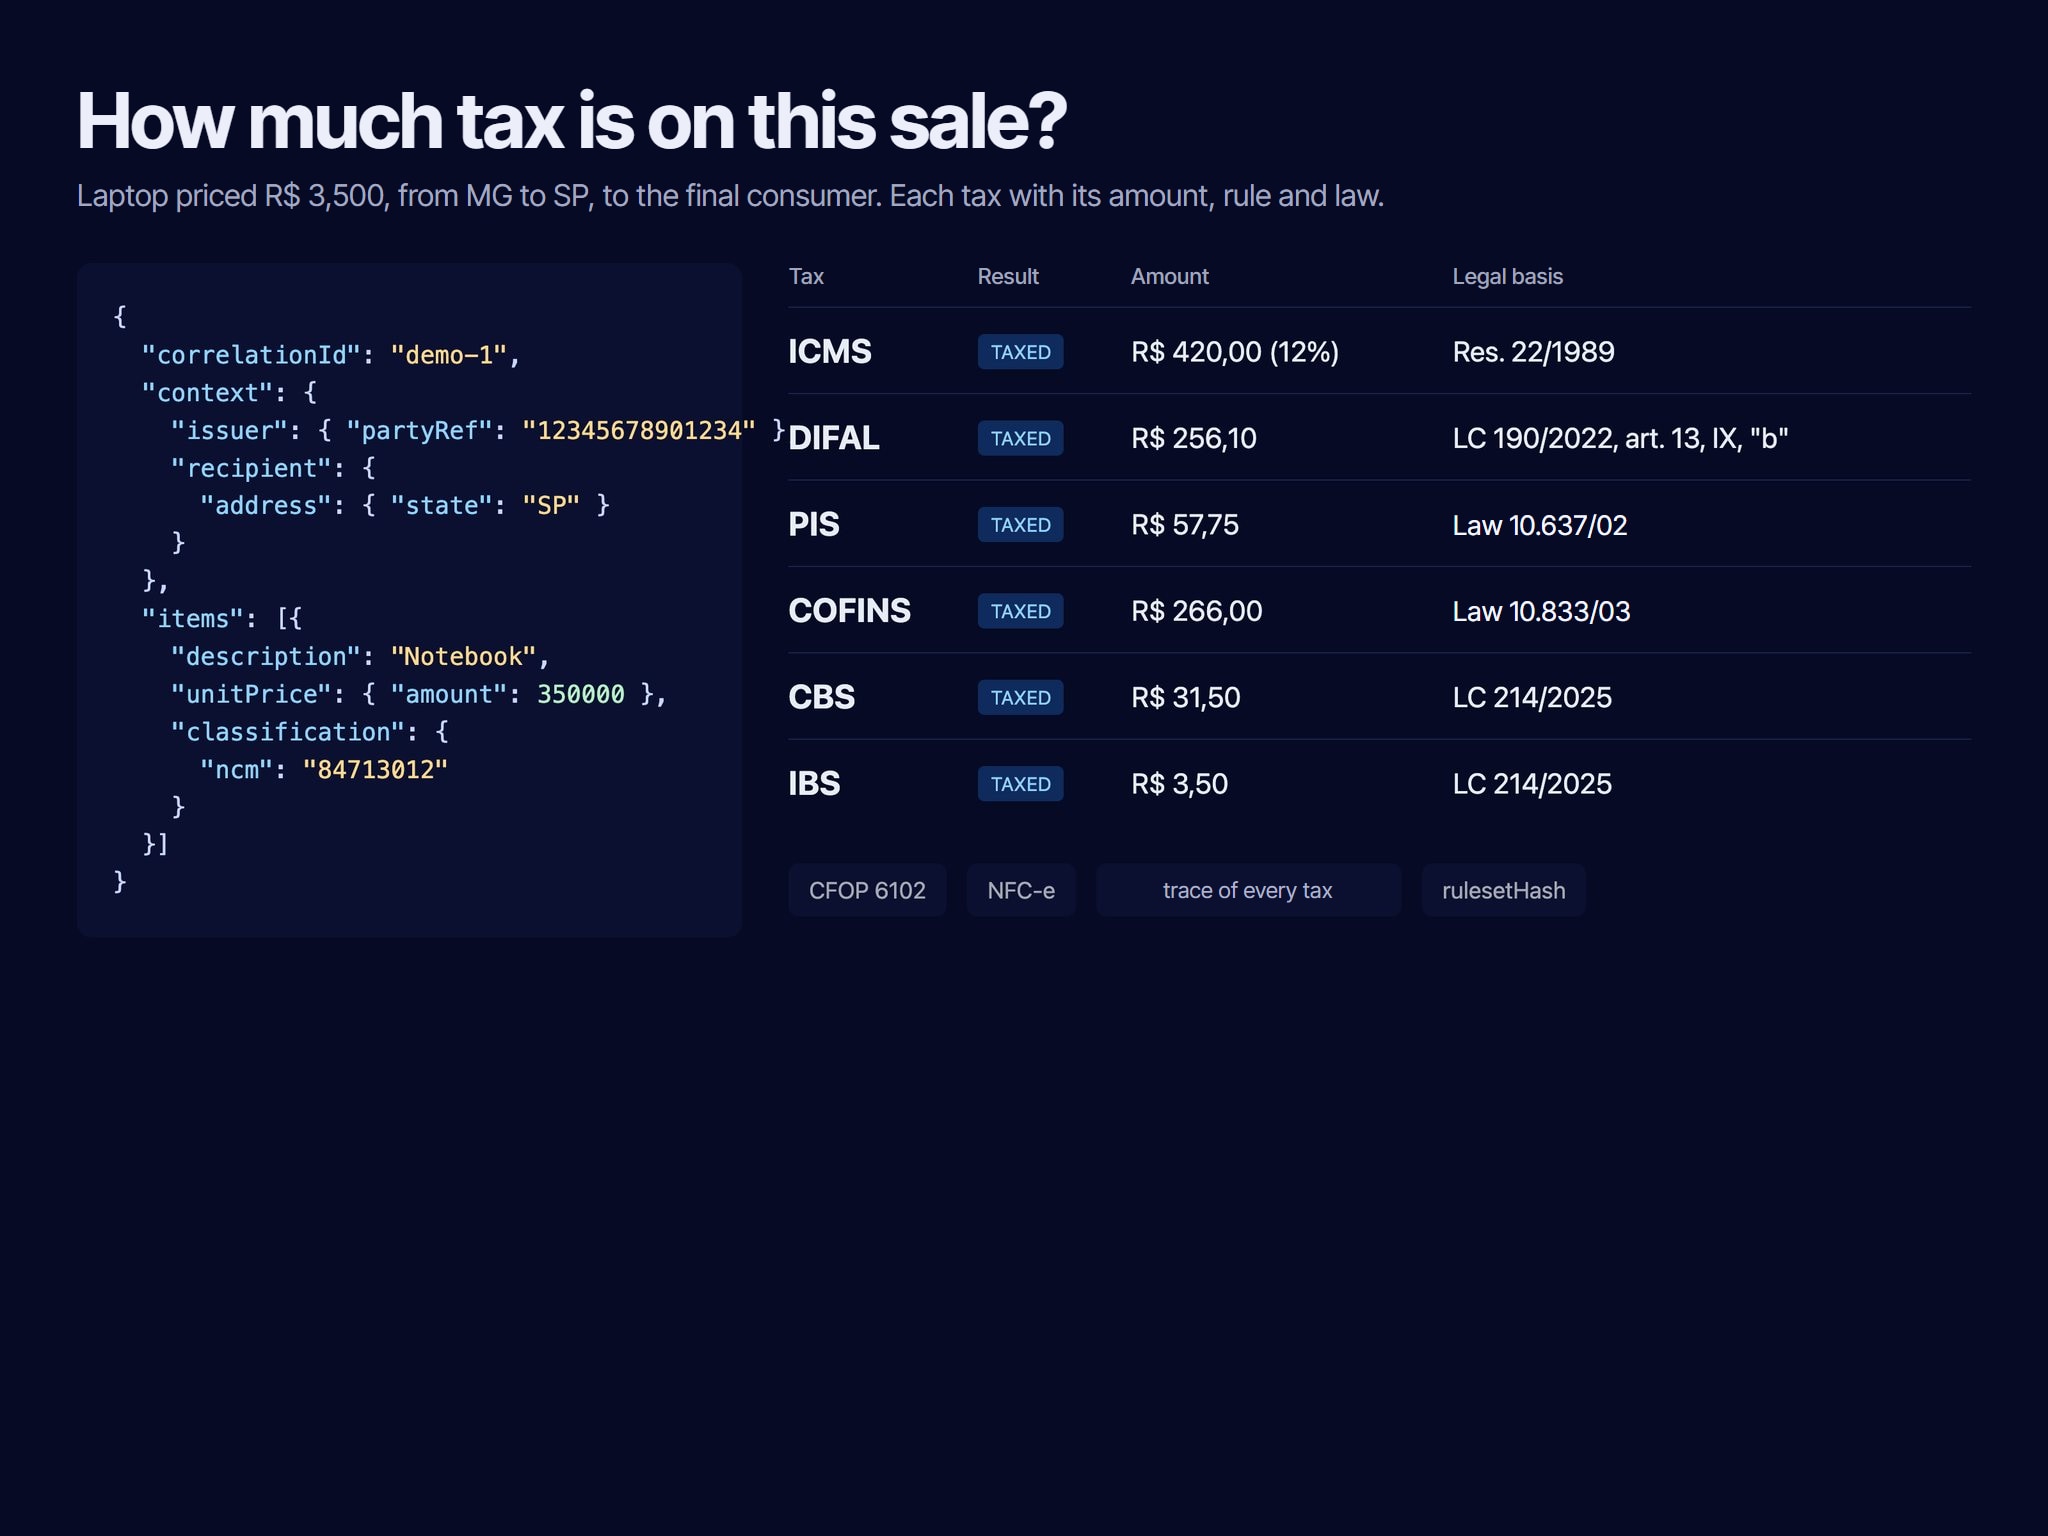 How much tax is on this sale?
Laptop priced R$ 3,500, from MG to SP, to the final consumer. Each tax with its amount, rule and law.
{
  "correlationId": "demo-1",
  "context": {
    "issuer": { "partyRef": "12345678901234" }
    "recipient": {
      "address": { "state": "SP" }
    }
  },
  "items": [{
    "description": "Notebook",
    "unitPrice": { "amount": 350000 },
    "classification": {
      "ncm": "84713012"
    }
  }]
}
Tax Result Amount Legal basis
ICMS TAXED R$ 420,00 (12%) Res. 22/1989
DIFAL TAXED R$ 256,10 LC 190/2022, art. 13, IX, "b"
PIS TAXED R$ 57,75 Law 10.637/02
COFINS TAXED R$ 266,00 Law 10.833/03
CBS TAXED R$ 31,50 LC 214/2025
IBS TAXED R$ 3,50 LC 214/2025
CFOP 6102 NFC-e trace of every tax rulesetHash